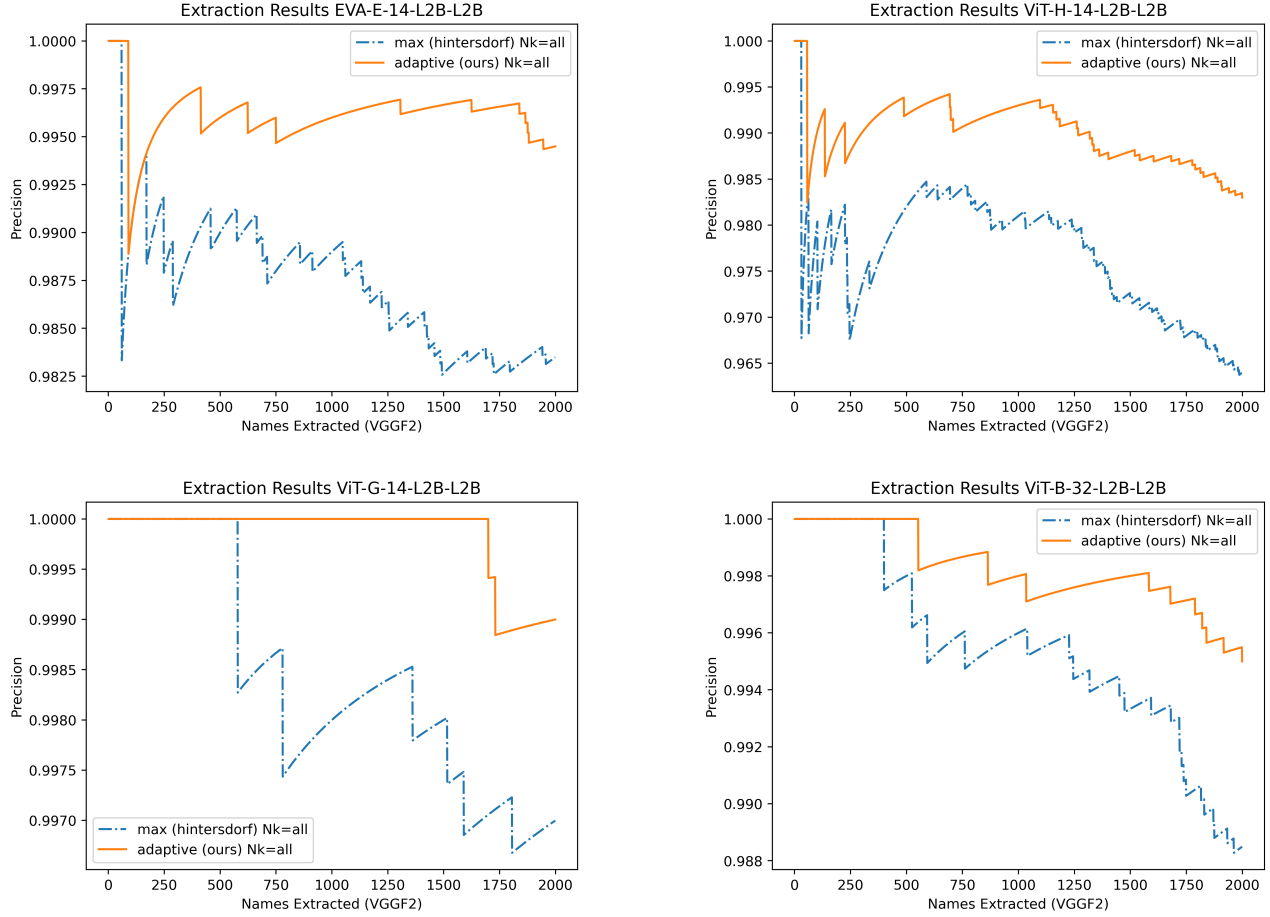 Extraction Results EVA-E-14-L2B-L2B
1.0000
0.9975
0.9950
0.9925
0.9900
0.9875
0.9850
0.9825
Precision
max (hintersdorf) Nk=all
adaptive (ours) Nk=all
0 250 500 750 1000 1250 1500 1750 2000
Names Extracted (VGGF2)
Extraction Results ViT-H-14-L2B-L2B
1.000
0.995
0.990
0.985
0.980
0.975
0.970
0.965
Precision
max (hintersdorf) Nk=all
adaptive (ours) Nk=all
0 250 500 750 1000 1250 1500 1750 2000
Names Extracted (VGGF2)
Extraction Results ViT-G-14-L2B-L2B
1.0000
0.9995
0.9990
0.9985
0.9980
0.9975
0.9970
Precision
max (hintersdorf) Nk=all
adaptive (ours) Nk=all
0 250 500 750 1000 1250 1500 1750 2000
Names Extracted (VGGF2)
Extraction Results ViT-B-32-L2B-L2B
1.000
0.998
0.996
0.994
0.992
0.990
0.988
Precision
max (hintersdorf) Nk=all
adaptive (ours) Nk=all
0 250 500 750 1000 1250 1500 1750 2000
Names Extracted (VGGF2)